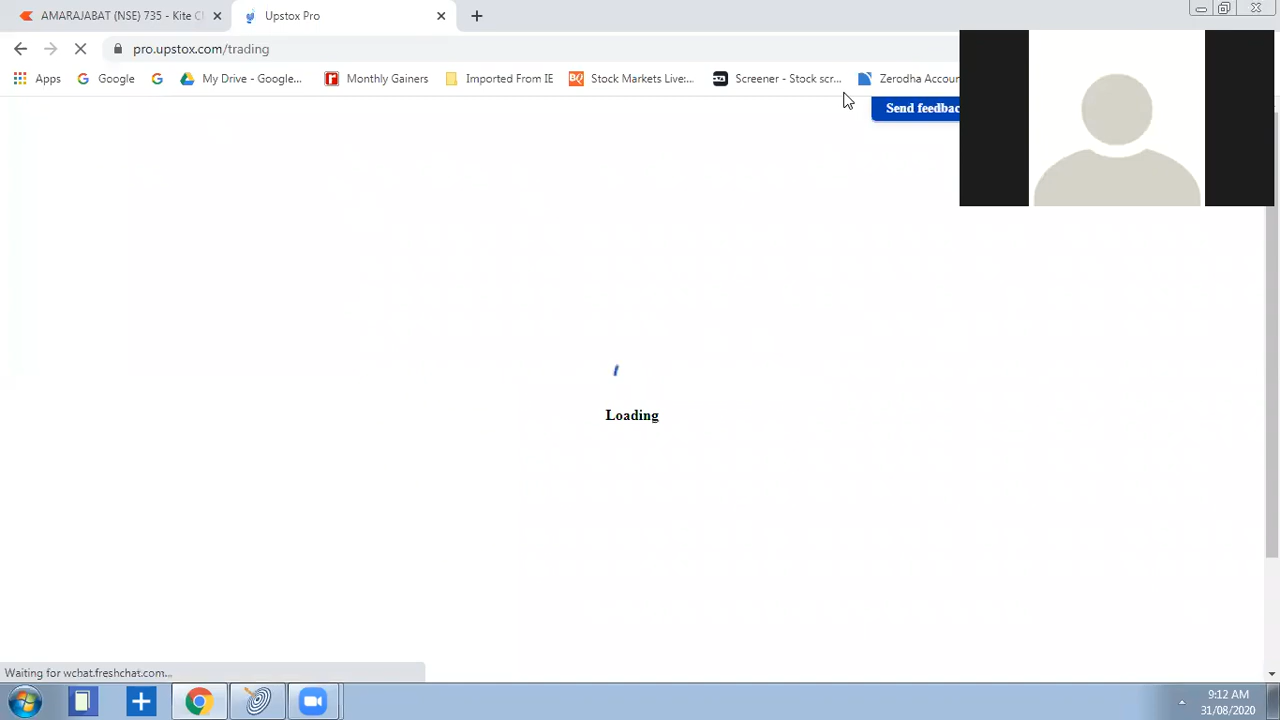 AMARAJABAT (NSE) 735 - Kite C
Upstox Pro
pro.upstox.com/trading
Apps
Google
My Drive - Google...
Monthly Gainers
Imported From IE
BQ
Stock Markets Live:...
Screener - Stock scr...
Zerodha Accoun
Send feedbac
Loading
Waiting for wchat.freshchat.com...
9:12 AM
31/08/2020